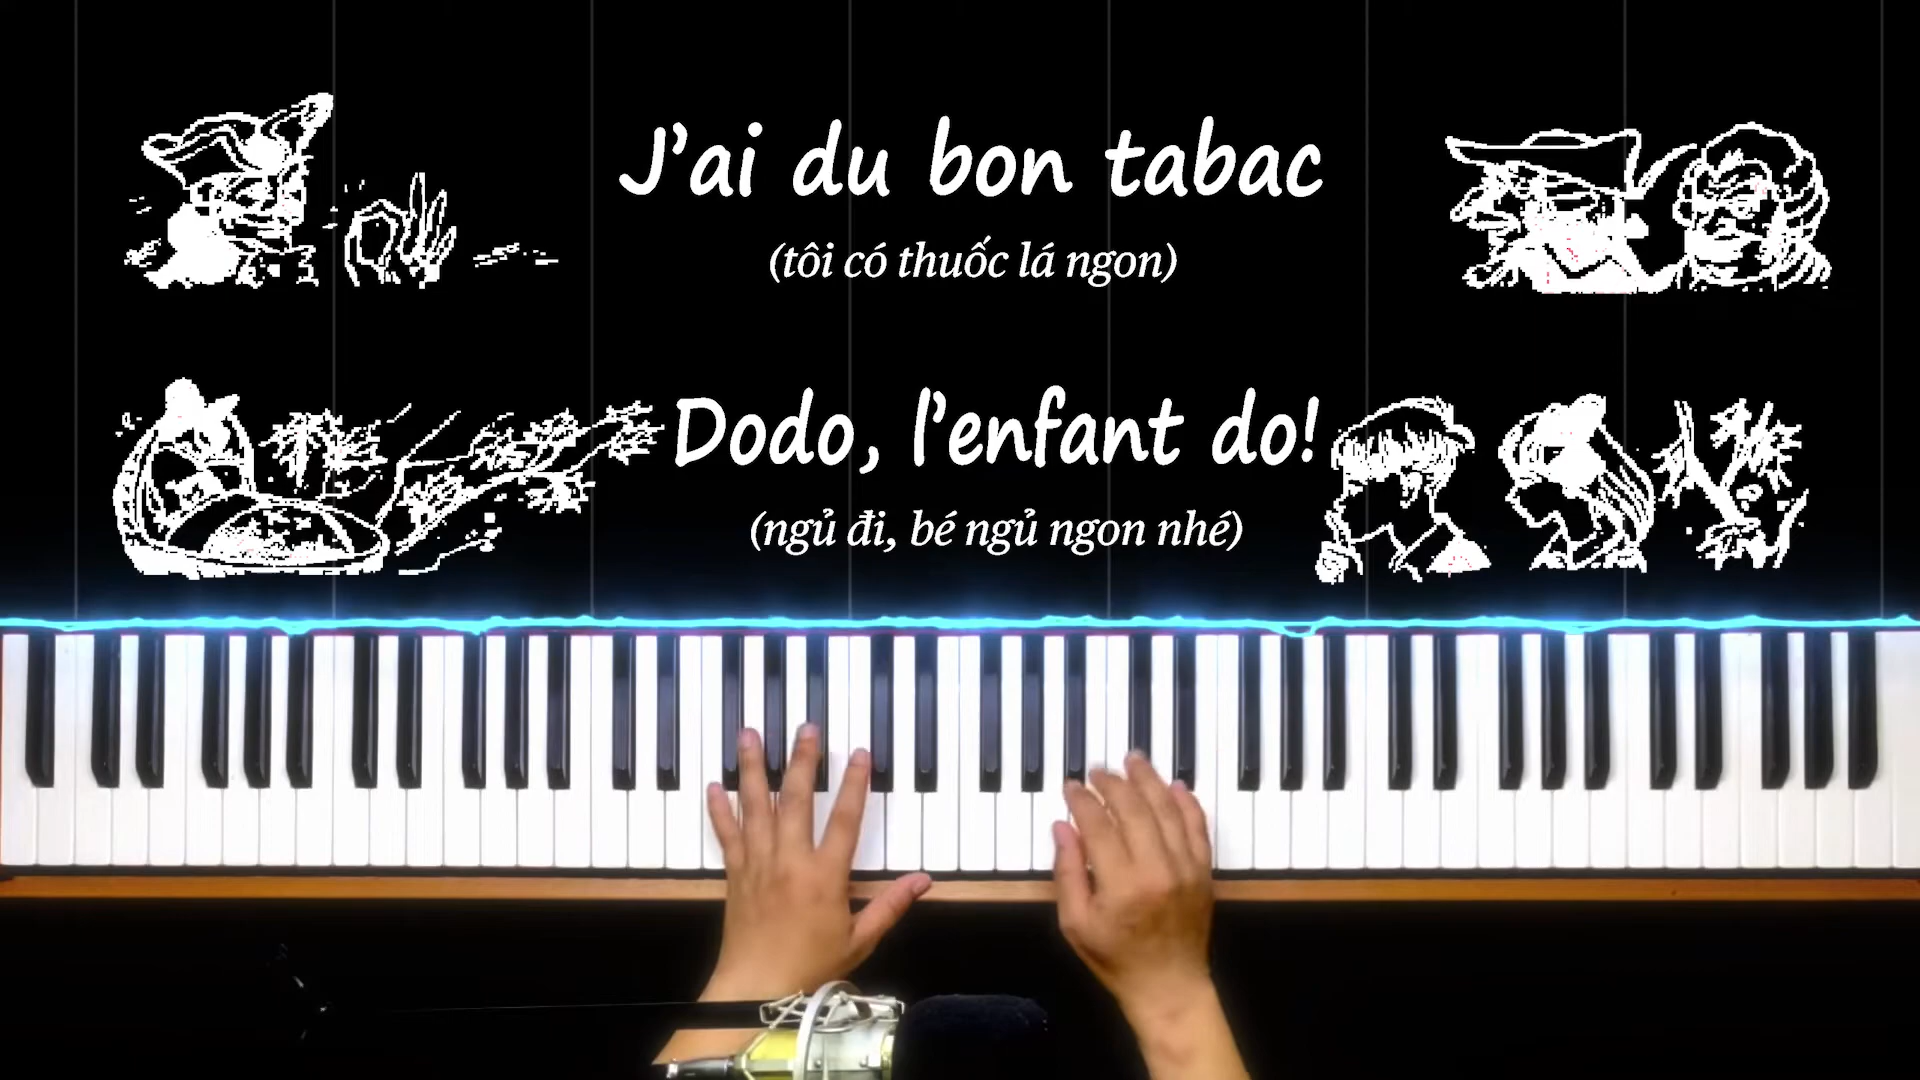 J'ai du bon tabac
(tôi có thuốc lá ngon)
Dodo, l'enfant do!
(ngủ đi, bé ngủ ngon nhé)